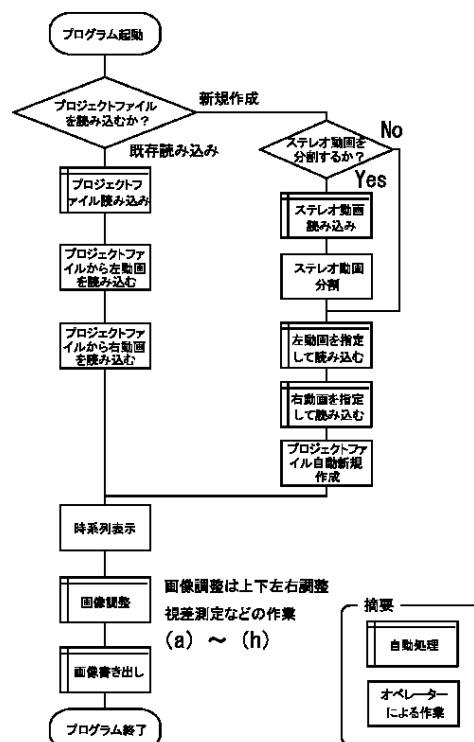 プログラム起動
プロジェクトファイル
を読み込むか？
新規作成
既存読み込み
ステレオ動画を
分割するか？
No
Yes
プロジェクトフ
ァイル読み込み
プロジェクトファ
イルから左動画
を読み込む
プロジェクトファ
イルから右動画
を読み込む
ステレオ動画
読み込み
ステレオ動画
分割
左動画を指定
して読み込む
右動画を指定
して読み込む
プロジェクトファ
イル自動新規
作成
時系列表示
画像調整
画像調整は上下左右調整
視差測定などの作業
(a) ～ (h)
画像書き出し
プログラム終了
摘要
自動処理
オペレーター
による作業